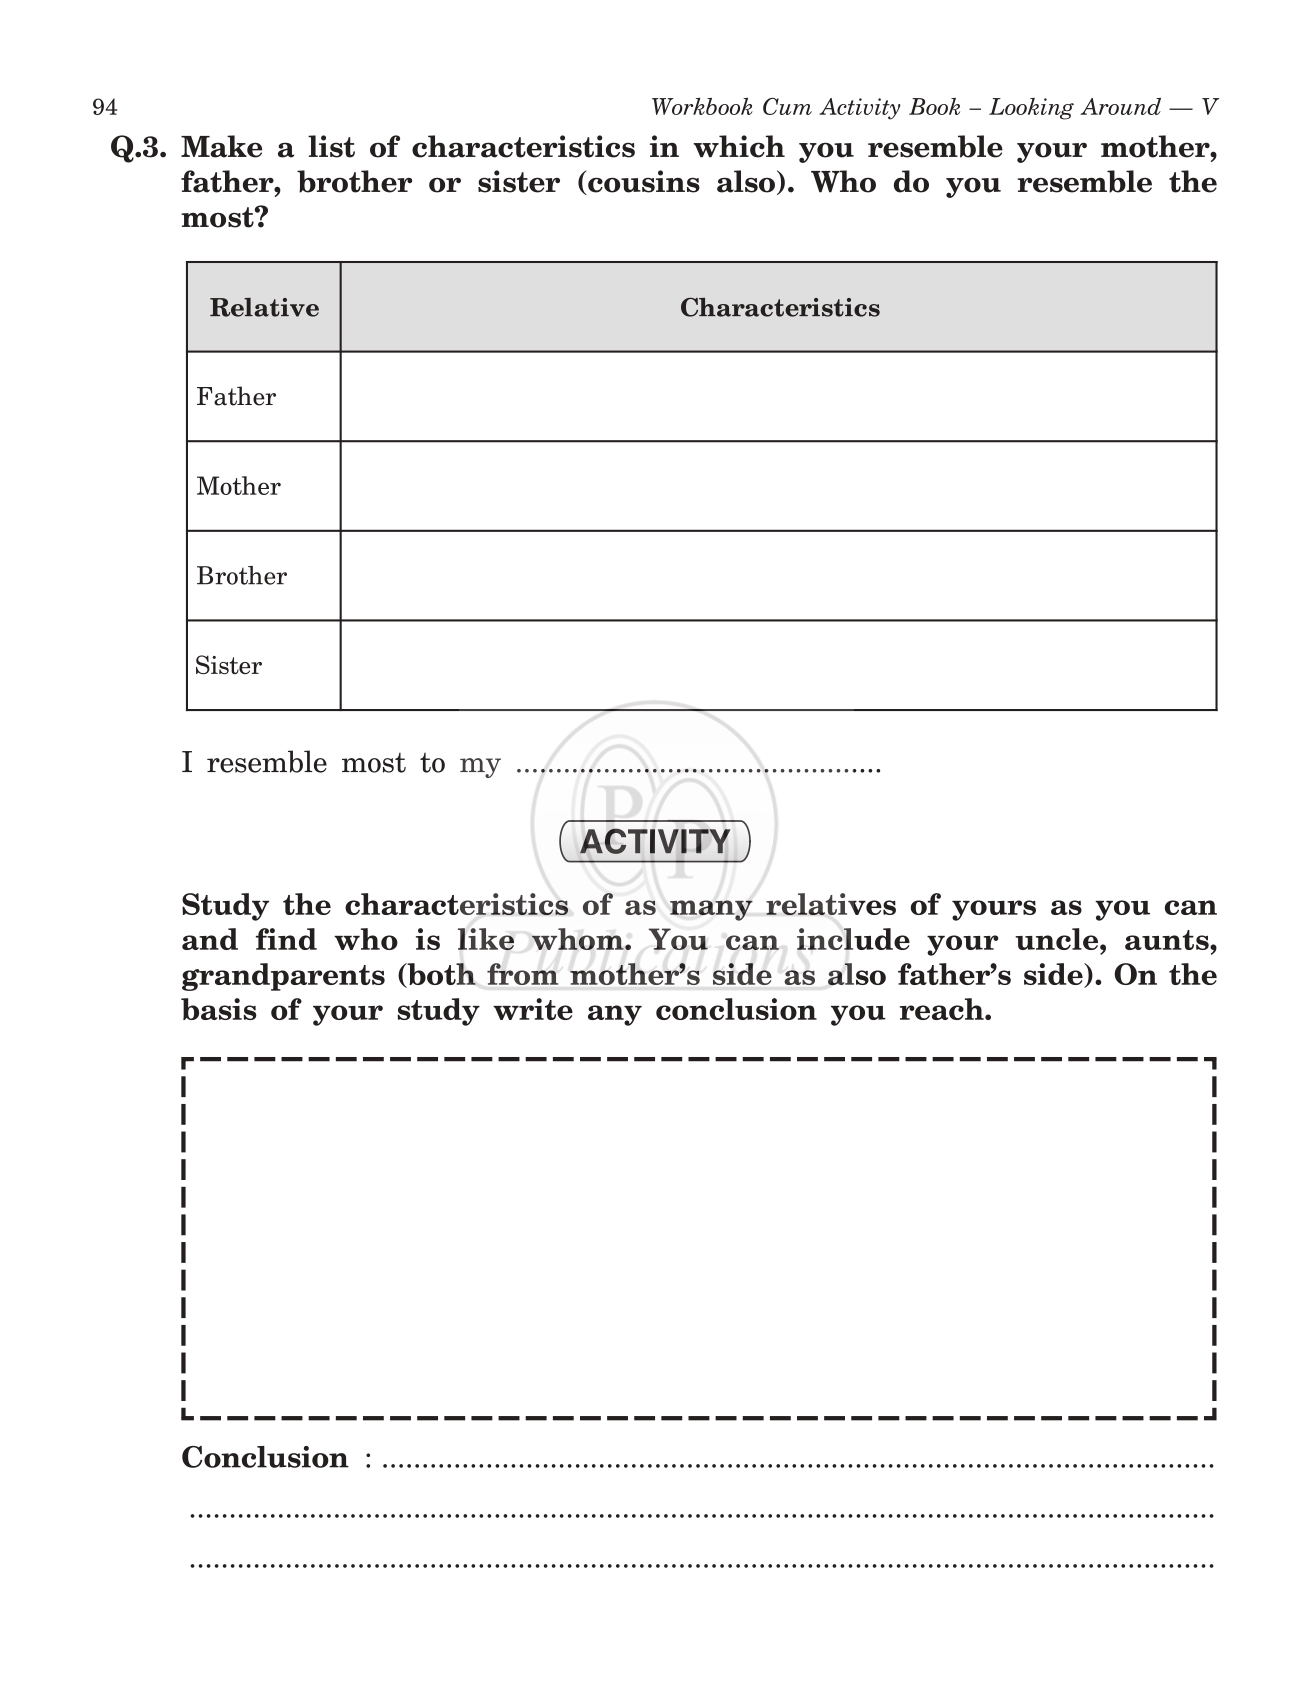 94
Workbook Cum Activity Book – Looking Around — V
Q.3. Make a list of characteristics in which you resemble your mother,
father, brother or sister (cousins also). Who do you resemble the
most?
Relative Characteristics
Father
Mother
Brother
Sister
I resemble most to my ..............................................
P
P
ACTIVITY
Publications
Study the characteristics of as many relatives of yours as you can
and find who is like whom. You can include your uncle, aunts,
grandparents (both from mother's side as also father's side). On the
basis of your study write any conclusion you reach.
Conclusion : ........................................................................................................
................................................................................................................................
................................................................................................................................